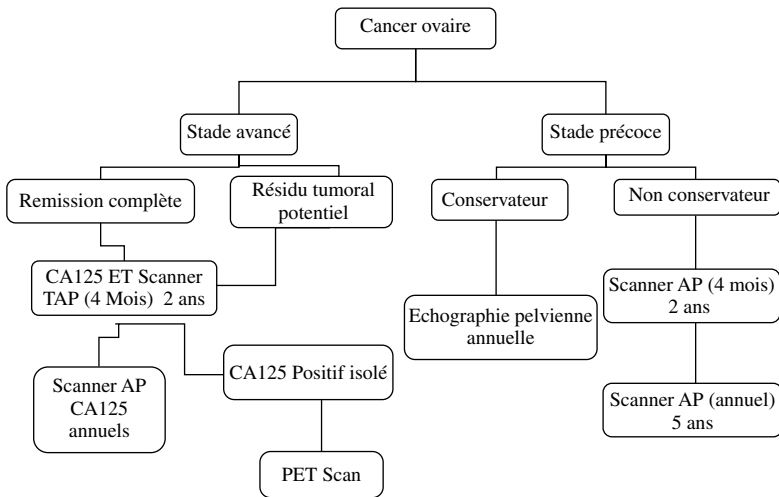 Cancer ovaire
Stade avancé
Stade précoce
Remission complète
Résidu tumoral
potentiel
Conservateur
Non conservateur
CA125 ET Scanner
TAP (4 Mois) 2 ans
Scanner AP (4 mois)
2 ans
Echographie pelvienne
annuelle
Scanner AP
CA125
annuels
CA125 Positif isolé
Scanner AP (annuel)
5 ans
PET Scan